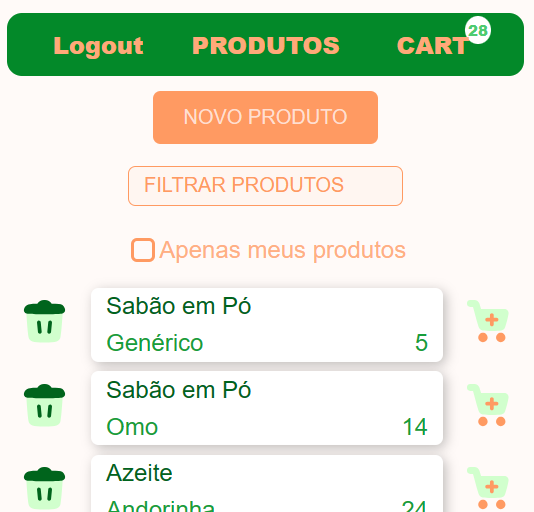 Logout PRODUTOS CART 28
NOVO PRODUTO
FILTRAR PRODUTOS
Apenas meus produtos
Sabão em Pó
Genérico 5
Sabão em Pó
Omo 14
Azeite
Andorinha 24